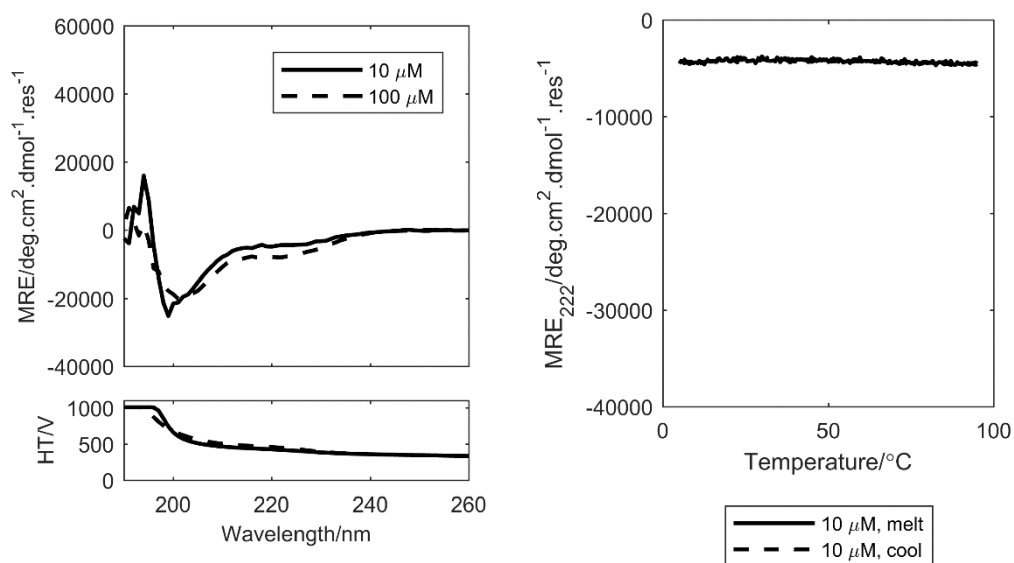 60000
40000
20000
0
-20000
-40000
MRE/deg.cm2.dmol-1.res-1
10 μM
100 μM
1000
500
0
HT/V
200 220 240 260
Wavelength/nm
0
-10000
-20000
-30000
-40000
MRE222/deg.cm2.dmol-1.res-1
0 50 100
Temperature/°C
10 μM, melt
10 μM, cool